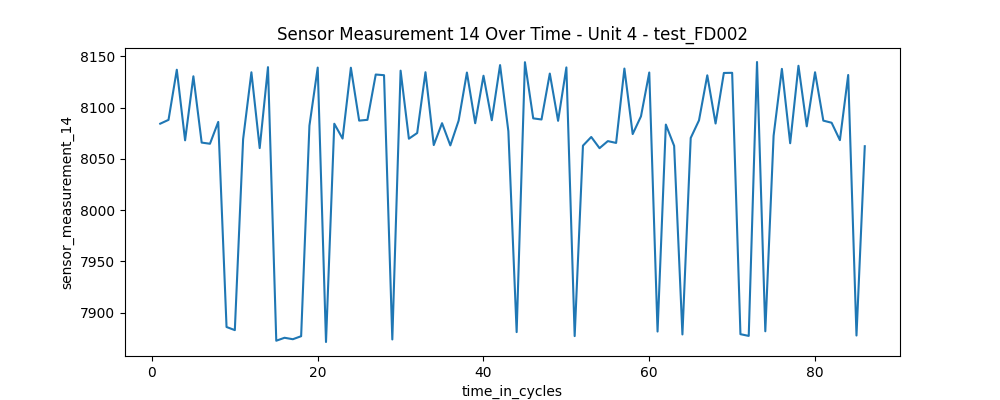 Sensor Measurement 14 Over Time - Unit 4 - test_FD002
sensor_measurement_14
8150
8100
8050
8000
7950
7900
0 20 40 60 80
time_in_cycles